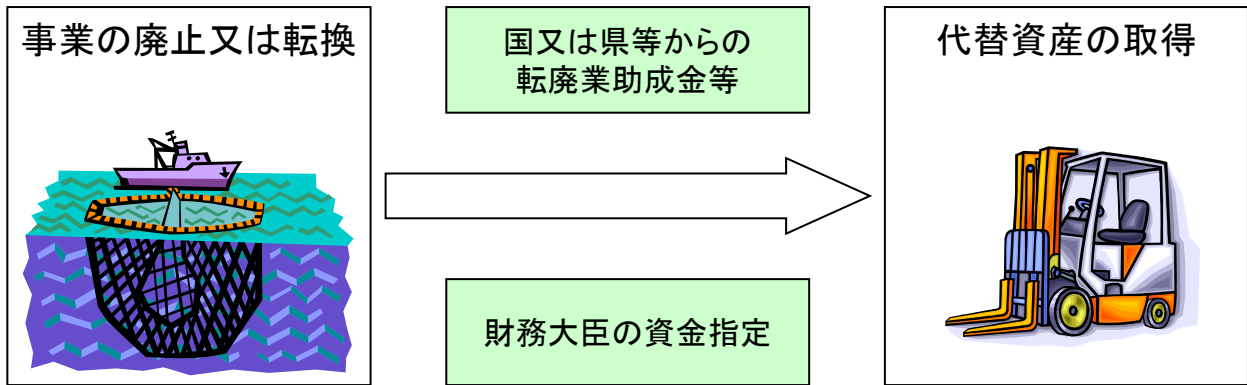 事業の廃止又は転換
国又は県等からの
転廃業助成金等
財務大臣の資金指定
代替資産の取得